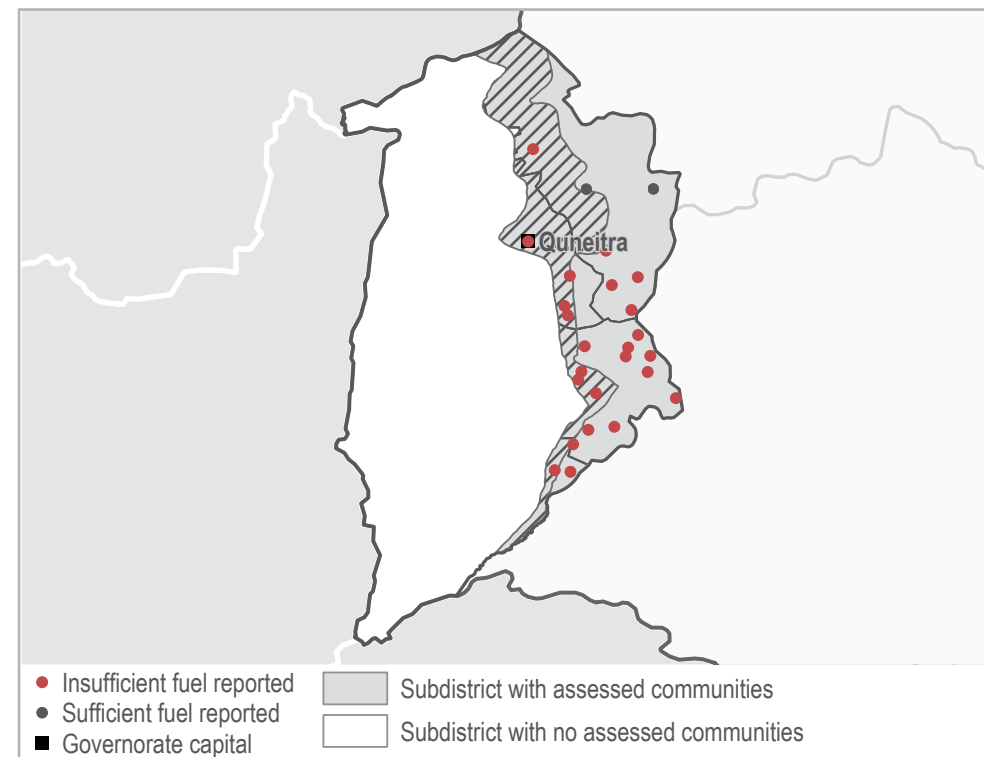 Quneitra
Insufficient fuel reported
Sufficient fuel reported
Governorate capital
Subdistrict with assessed communities
Subdistrict with no assessed communities